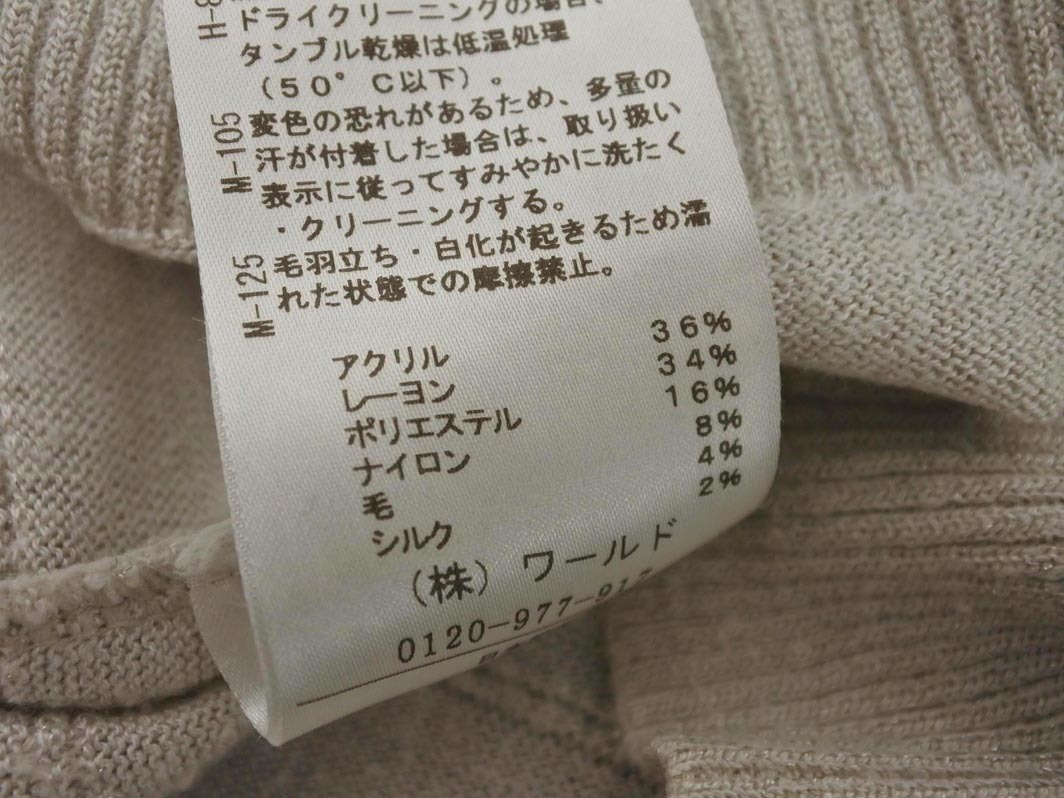 H-8
ドライクリーニングの場合、
タンブル乾燥は低温処理
（５０°Ｃ以下）。
M-105
変色の恐れがあるため、多量の
汗が付着した場合は、取り扱い
表示に従ってすみやかに洗たく
・クリーニングする。
M-125
毛羽立ち・白化が起きるため濡
れた状態での摩擦禁止。
アクリル ３６％
レーヨン ３４％
ポリエステル １６％
ナイロン ８％
毛 ４％
シルク ２％
（株）ワールド
0120-977-917